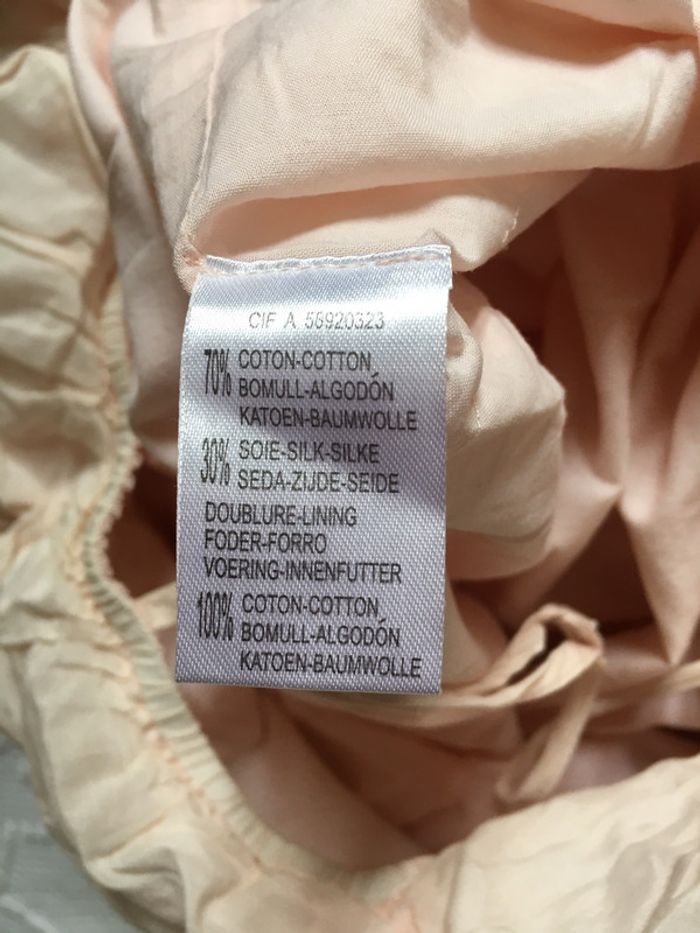 CIF A 58920323
70% COTON-COTTON
BOMULL-ALGODÓN
KATOEN-BAUMWOLLE
30% SOIE-SILK-SILKE
SEDA-ZIJDE-SEIDE
DOUBLURE-LINING
FODER-FORRO
VOERING-INNENFUTTER
100% COTON-COTTON
BOMULL-ALGODÓN
KATOEN-BAUMWOLLE